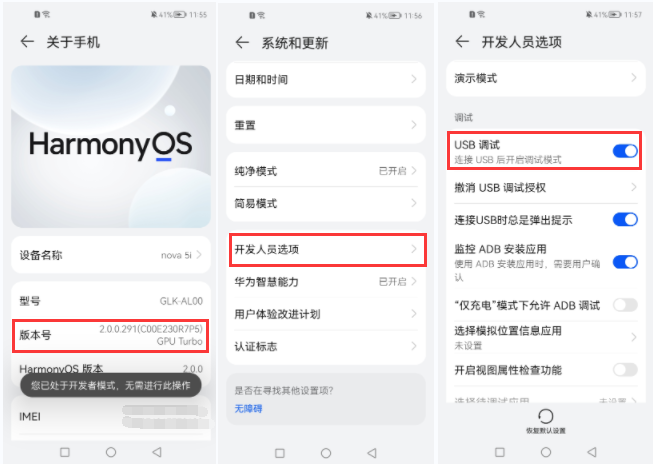 41% 11:55
关于手机
HarmonyOS
设备名称 nova 5i
型号 GLK-AL00
版本号 2.0.0.291(C00E230R7P5)
GPU Turbo
HarmonyOS 版本 2.0.0
您已处于开发者模式，无需进行此操作
IMEI
41% 11:56
系统和更新
日期和时间
重置
纯净模式 已开启
简易模式
开发人员选项
华为智慧能力 已开启
用户体验改进计划
认证标志
是否在寻找其他设置项?
无障碍
41% 11:57
开发人员选项
演示模式
调试
USB 调试
连接 USB 后开启调试模式
撤消 USB 调试授权
连接USB时总是弹出提示
监控 ADB 安装应用
使用 ADB 安装应用时，需要用户确
认
“仅充电”模式下允许 ADB 调试
选择模拟位置信息应用
未设置
开启视图属性检查功能
选择待调试应用 未设置
恢复默认设置